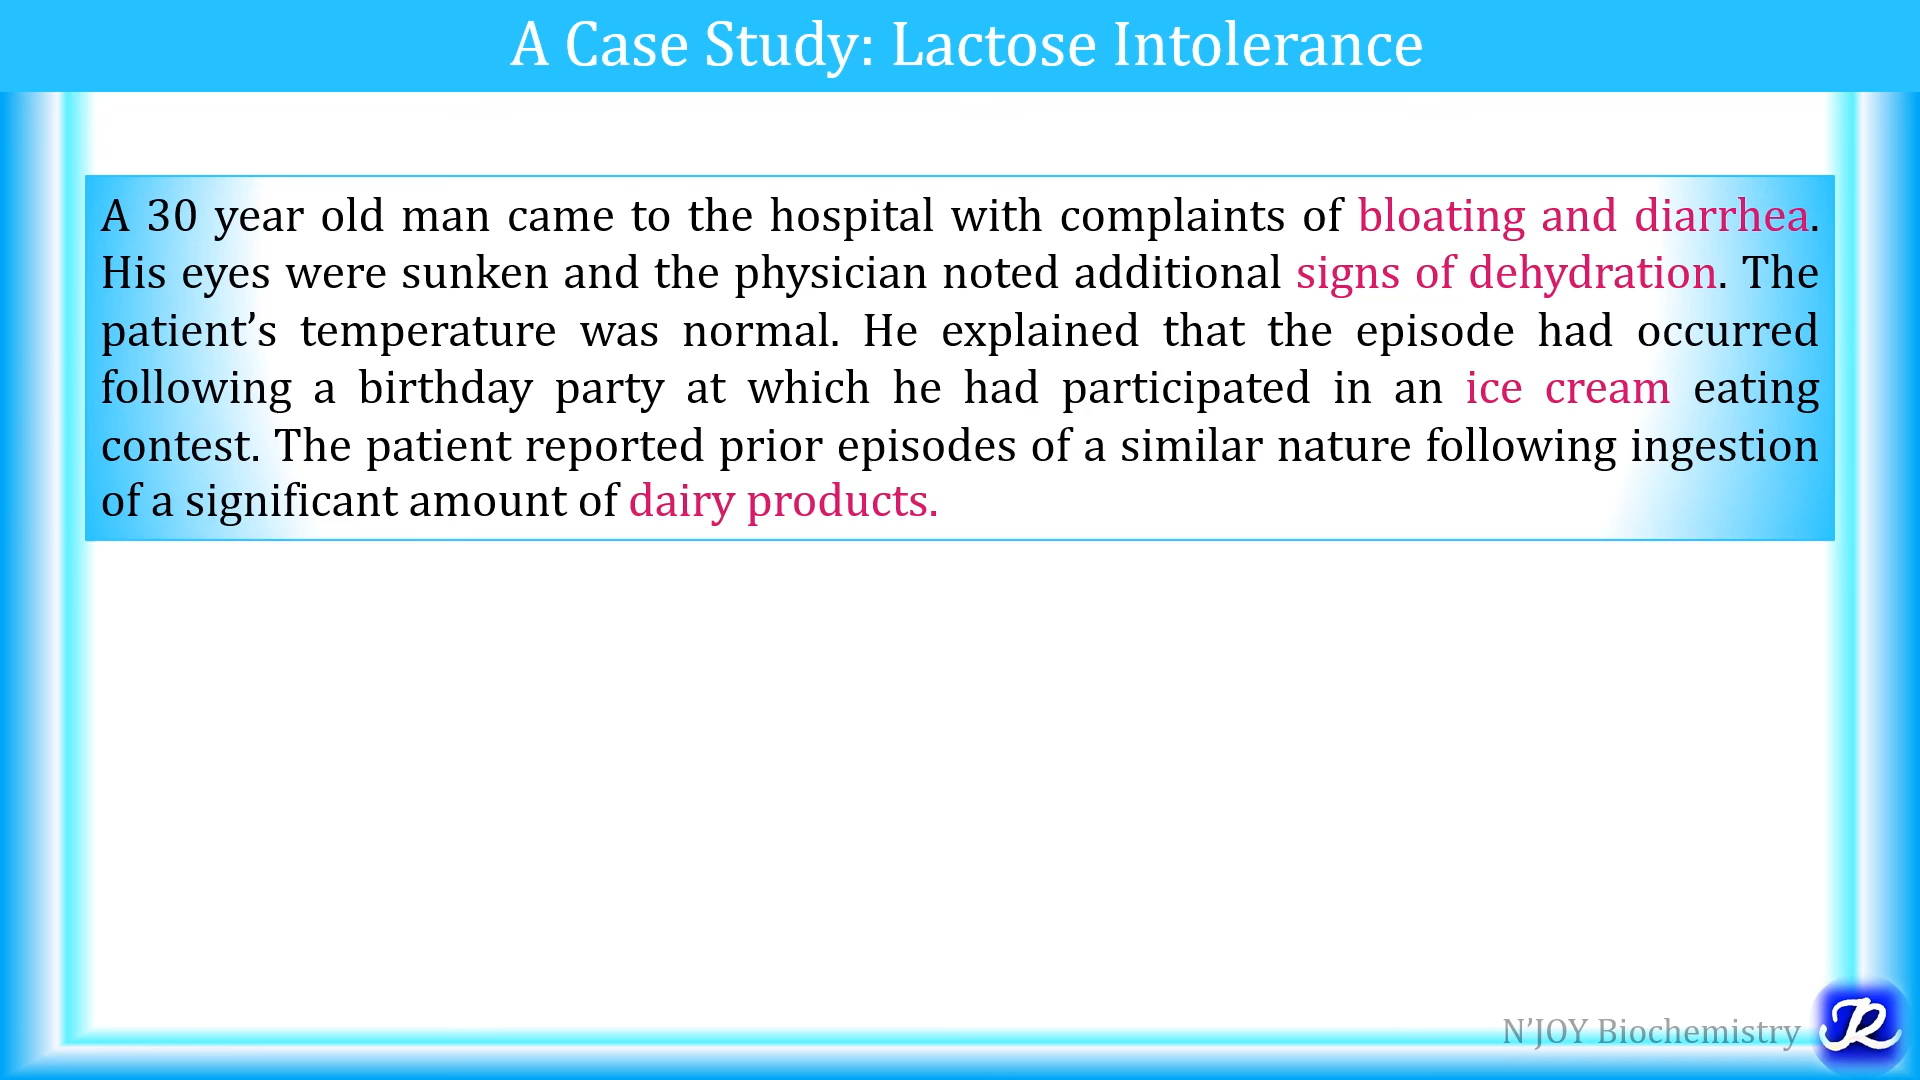 A Case Study: Lactose Intolerance
A 30 year old man came to the hospital with complaints of bloating and diarrhea.
His eyes were sunken and the physician noted additional signs of dehydration. The
patient’s temperature was normal. He explained that the episode had occurred
following a birthday party at which he had participated in an ice cream eating
contest. The patient reported prior episodes of a similar nature following ingestion
of a significant amount of dairy products.
N’JOY Biochemistry
JR